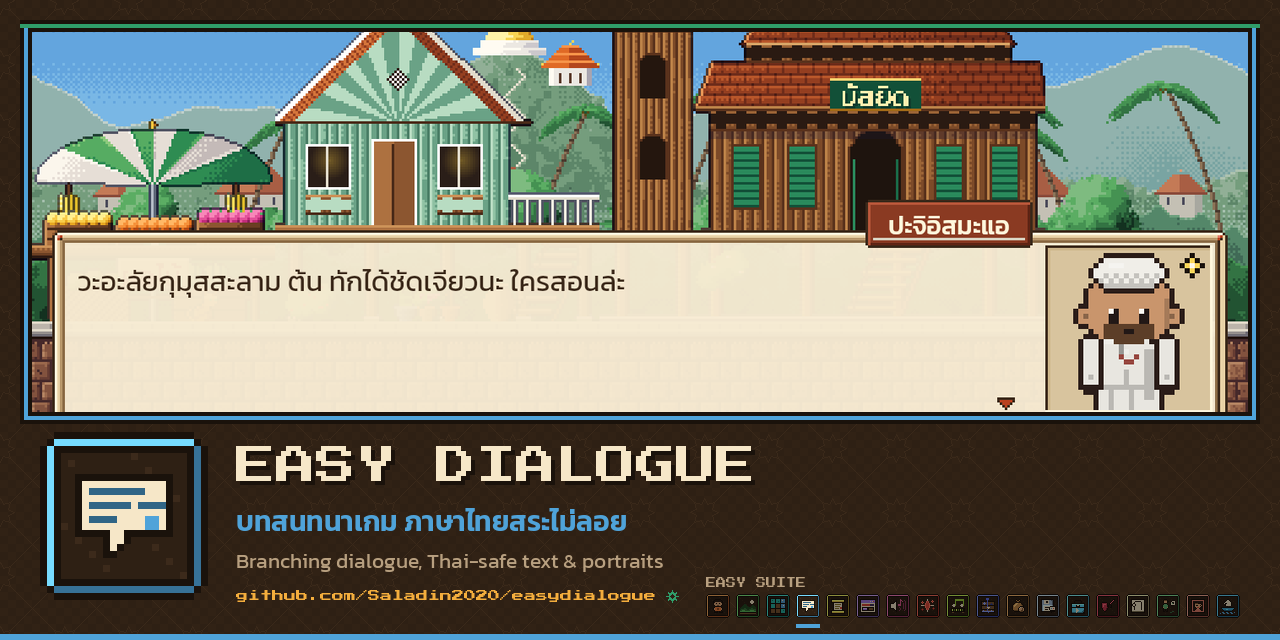 มัสยิด
ปะจิอิสมะแอ
วะอะลัยกุมุสสะลาม ต้น ทักได้ชัดเจียวนะ ใครสอนล่ะ
EASY DIALOGUE
บทสนทนาเกม ภาษาไทยสระไม่ลอย
Branching dialogue, Thai-safe text & portraits
github.com/Saladin2020/easydialogue
EASY SUITE